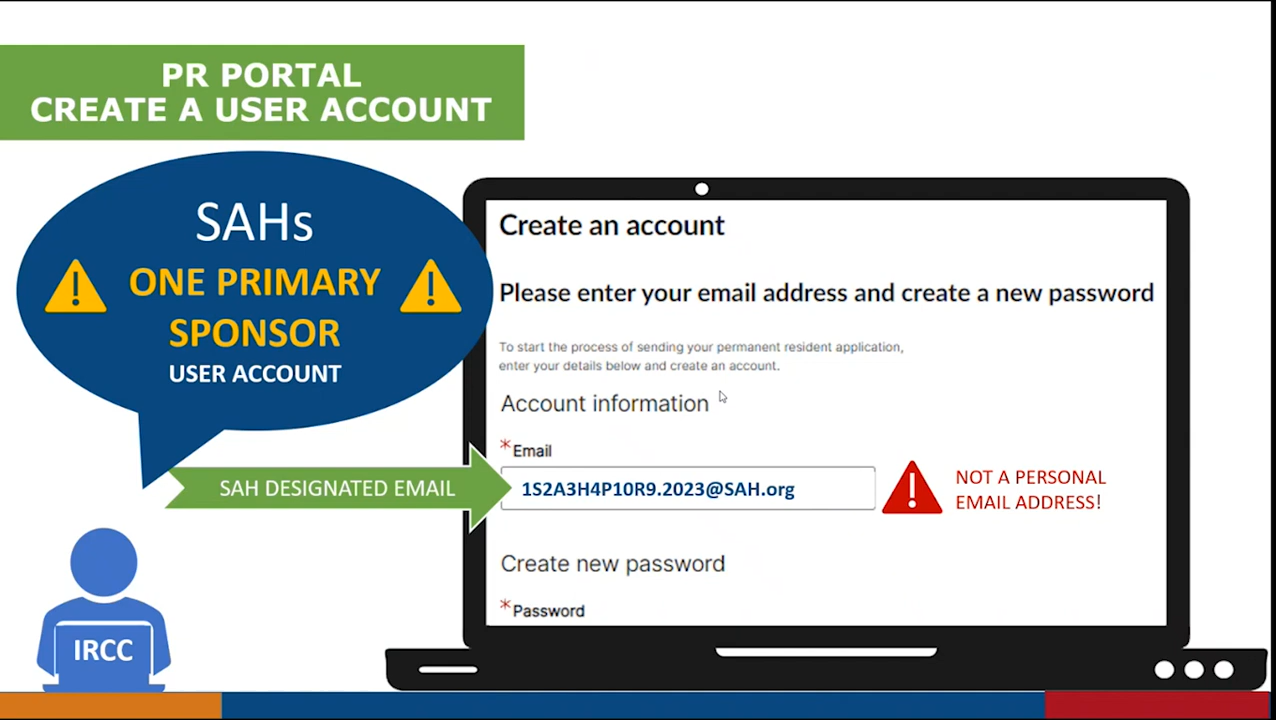 PR PORTAL
CREATE A USER ACCOUNT
SAHs
ONE PRIMARY
SPONSOR
USER ACCOUNT
Create an account
Please enter your email address and create a new password
To start the process of sending your permanent resident application,
enter your details below and create an account.
Account information
*Email
SAH DESIGNATED EMAIL
1S2A3H4P10R9.2023@SAH.org
NOT A PERSONAL
EMAIL ADDRESS!
Create new password
*Password
IRCC